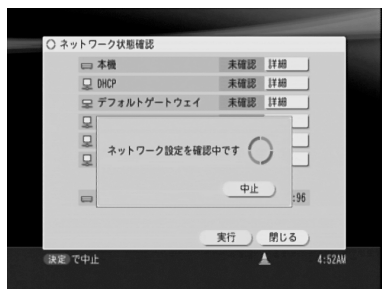 ネットワーク状態確認
本機 未確認 詳細
DHCP 未確認 詳細
デフォルトゲートウェイ 未確認 詳細
ネットワーク設定を確認中です
中止
:96
実行 閉じる
決定 で中止 4:52AM